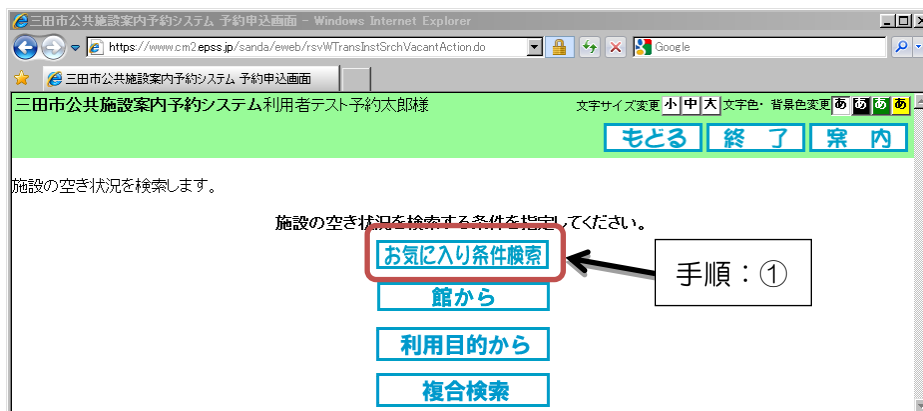 三田市公共施設案内予約システム 予約申込画面 - Windows Internet Explorer
https://www.cm2.epss.jp/sanda/eweb/rsvWTransInstSrchVacantAction.do
Google
三田市公共施設案内予約システム 予約申込画面
三田市公共施設案内予約システム利用者テスト予約太郎様 文字サイズ変更 小 中 大 文字色・背景色変更 あ あ あ あ
もどる 終 了 案 内
施設の空き状況を検索します。
施設の空き状況を検索する条件を指定してください。
お気に入り条件検索
手順:①
館から
利用目的から
複合検索